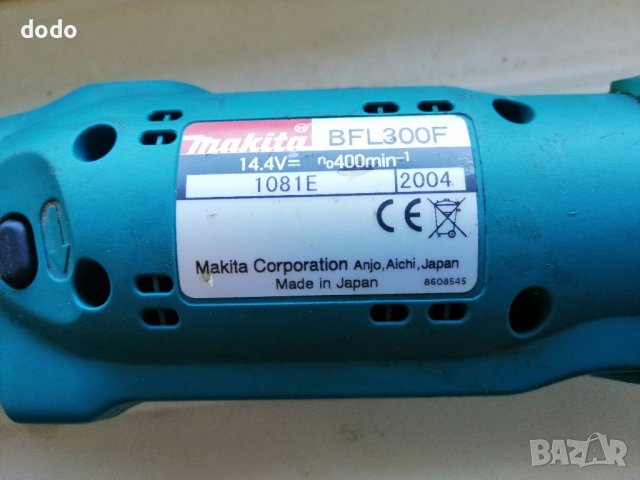 dodo
makita® BFL300F
14.4V⎓ n₀400min⁻¹
1081E 2004
CE
Makita Corporation Anjo, Aichi, Japan
Made in Japan 8608545
BAZAR